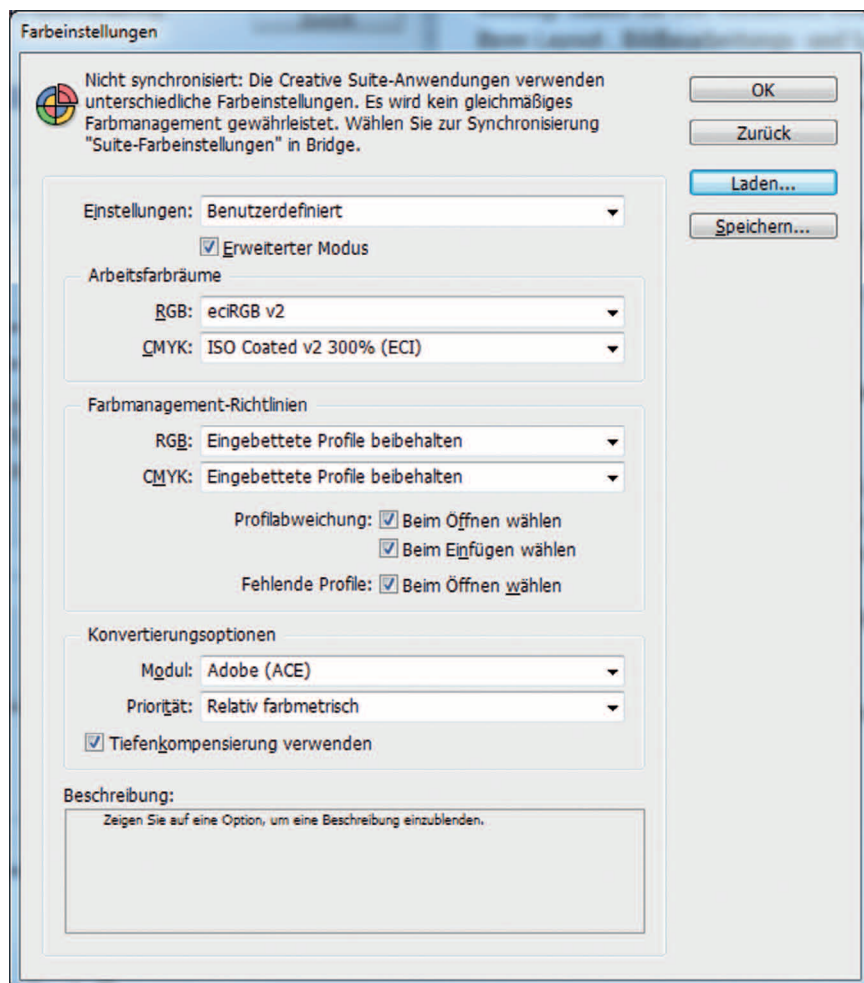 Farbeinstellungen
Nicht synchronisiert: Die Creative Suite-Anwendungen verwenden
unterschiedliche Farbeinstellungen. Es wird kein gleichmäßiges
Farbmanagement gewährleistet. Wählen Sie zur Synchronisierung
"Suite-Farbeinstellungen" in Bridge.
OK
Zurück
Laden...
Speichern...
Einstellungen: Benutzerdefiniert
Erweiterter Modus
Arbeitsfarbräume
RGB: eciRGB v2
CMYK: ISO Coated v2 300% (ECI)
Farbmanagement-Richtlinien
RGB: Eingebettete Profile beibehalten
CMYK: Eingebettete Profile beibehalten
Profilabweichung: Beim Öffnen wählen
Beim Einfügen wählen
Fehlende Profile: Beim Öffnen wählen
Konvertierungsoptionen
Modul: Adobe (ACE)
Priorität: Relativ farbmetrisch
Tiefenkompensierung verwenden
Beschreibung:
Zeigen Sie auf eine Option, um eine Beschreibung einzublenden.